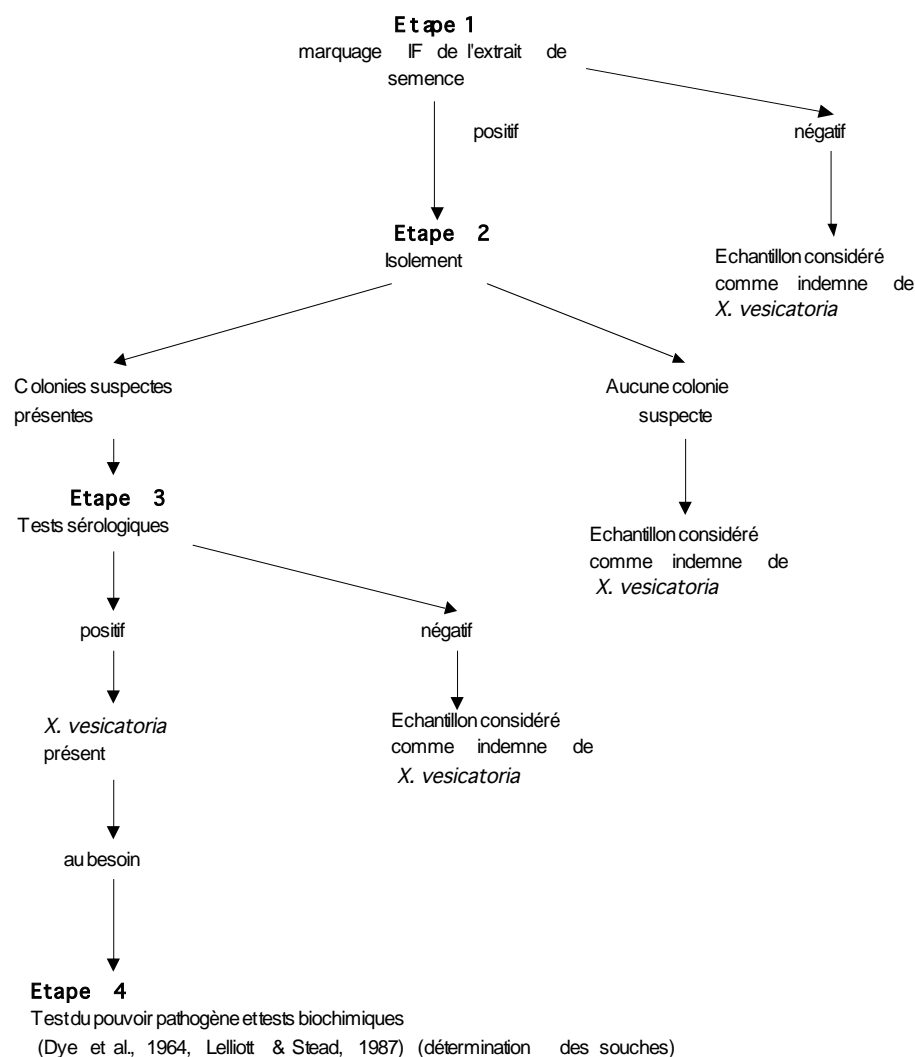 Etape 1
marquage IF de l'extrait de
semence
positif
négatif
Etape 2
Isolement
Echantillon considéré
comme indemne de
X. vesicatoria
Colonies suspectes
présentes
Aucune colonie
suspecte
Etape 3
Tests sérologiques
Echantillon considéré
comme indemne de
X. vesicatoria
positif
négatif
X. vesicatoria
présent
Echantillon considéré
comme indemne de
X. vesicatoria
au besoin
Etape 4
Test du pouvoir pathogène et tests biochimiques
(Dye et al., 1964, Lelliott & Stead, 1987) (détermination des souches)